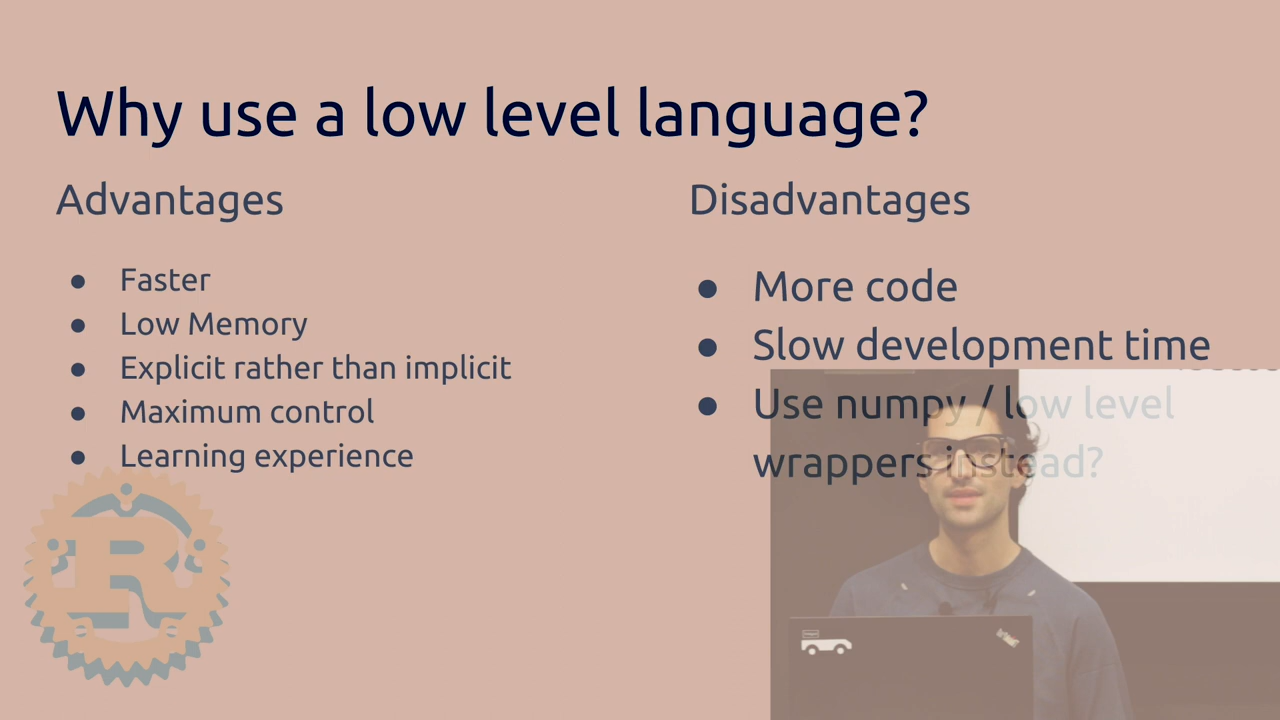 Why use a low level language?
Advantages
Faster
Low Memory
Explicit rather than implicit
Maximum control
Learning experience
Disadvantages
More code
Slow development time
Use numpy / low level
wrappers instead?
R